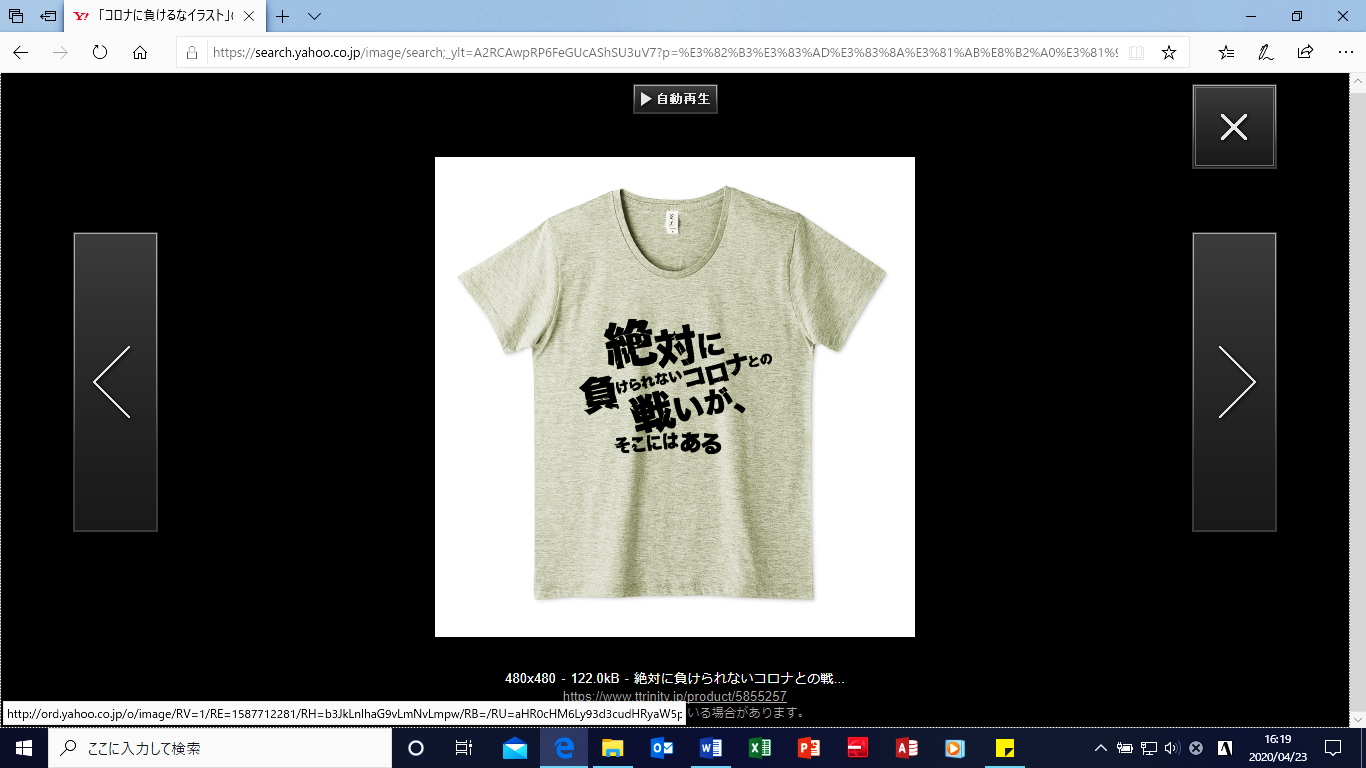 「コロナに負けるなイラスト」の
https://search.yahoo.co.jp/image/search;_ylt=A2RCAwpRP6FeGUcAShSU3uV7?p=%E3%82%B3%E3%83%AD%E3%83%8A%E3%81%AB%E8%B2%A0%E3%81%9
自動再生
絶対に
負けられないコロナとの
戦いが、
そこにはある
480x480 - 122.0kB - 絶対に負けられないコロナとの戦...
https://www.ttrinity.jp/product/5855257
http://ord.yahoo.co.jp/o/image/RV=1/RE=1587712281/RH=b3JkLnlhaG9vLmNvLmpw/RB=/RU=aHR0cHM6Ly93d3cudHRyaW5p いる場合があります。
ここに入力して検索
A
16:19
2020/04/23